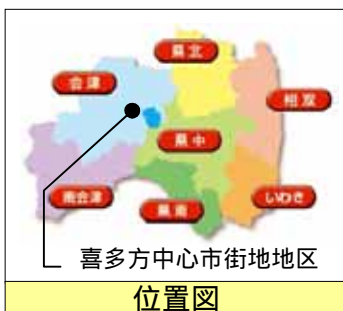 県北
会津
相双
県中
南会津
県南
いわき
喜多方中心市街地地区
位置図